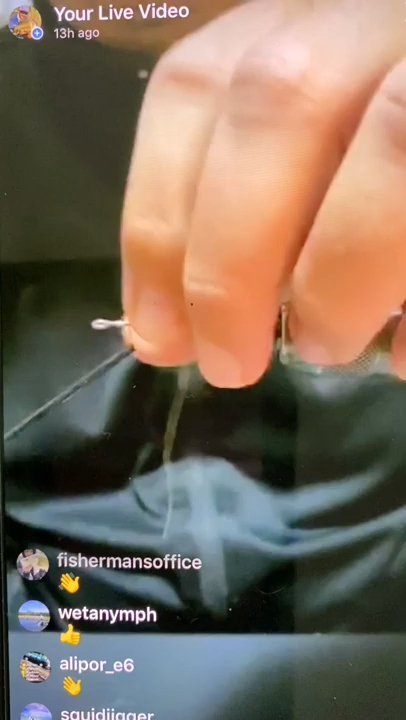 Your Live Video
13h ago
fishermansoffice
👋
wetanymph
👍
alipor_e6
👋
squidjigger